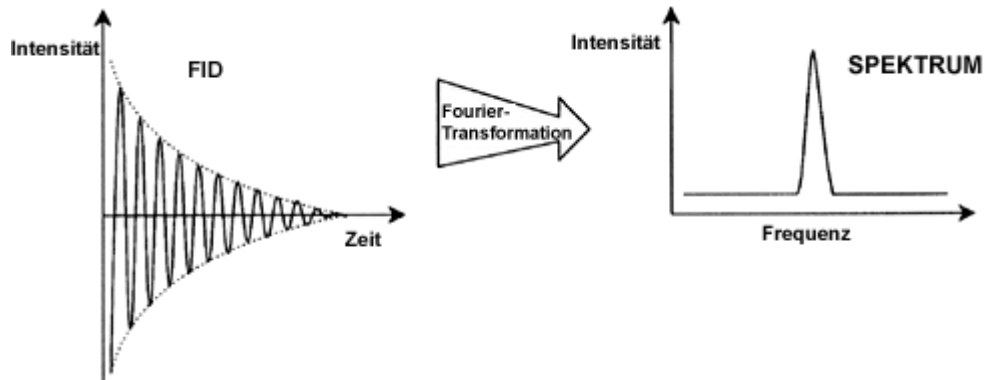 Intensität
FID
Zeit
Fourier-
Transformation
Intensität
SPEKTRUM
Frequenz